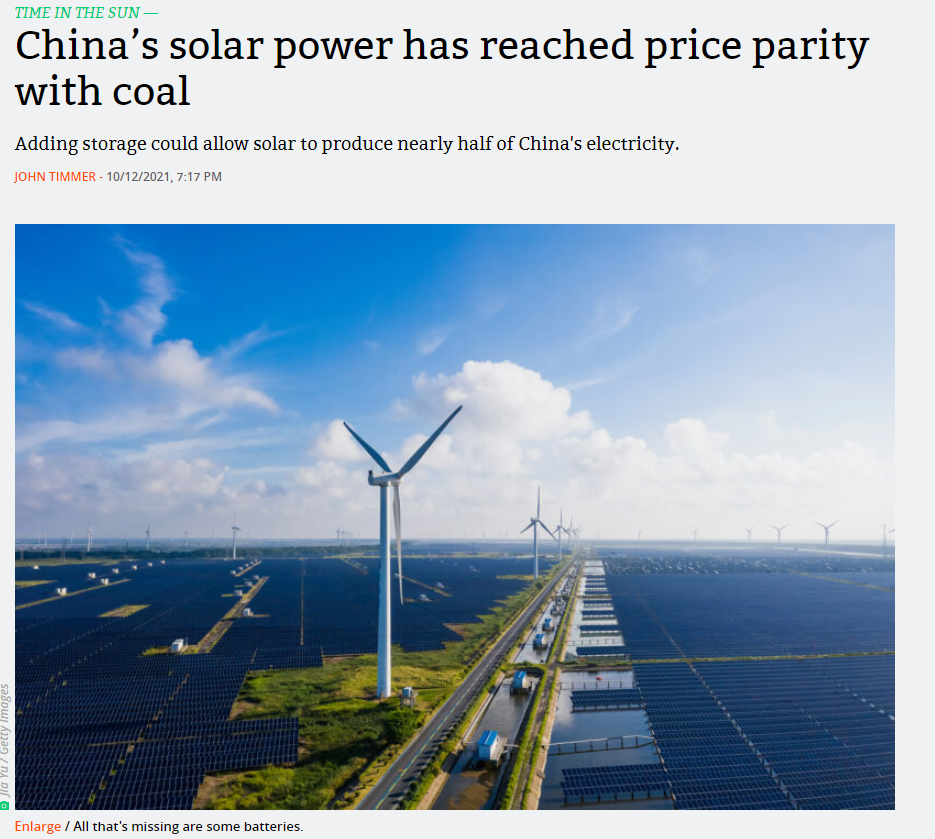 TIME IN THE SUN —
China’s solar power has reached price parity
with coal
Adding storage could allow solar to produce nearly half of China's electricity.
JOHN TIMMER - 10/12/2021, 7:17 PM
Jia Yu / Getty Images
Enlarge / All that's missing are some batteries.